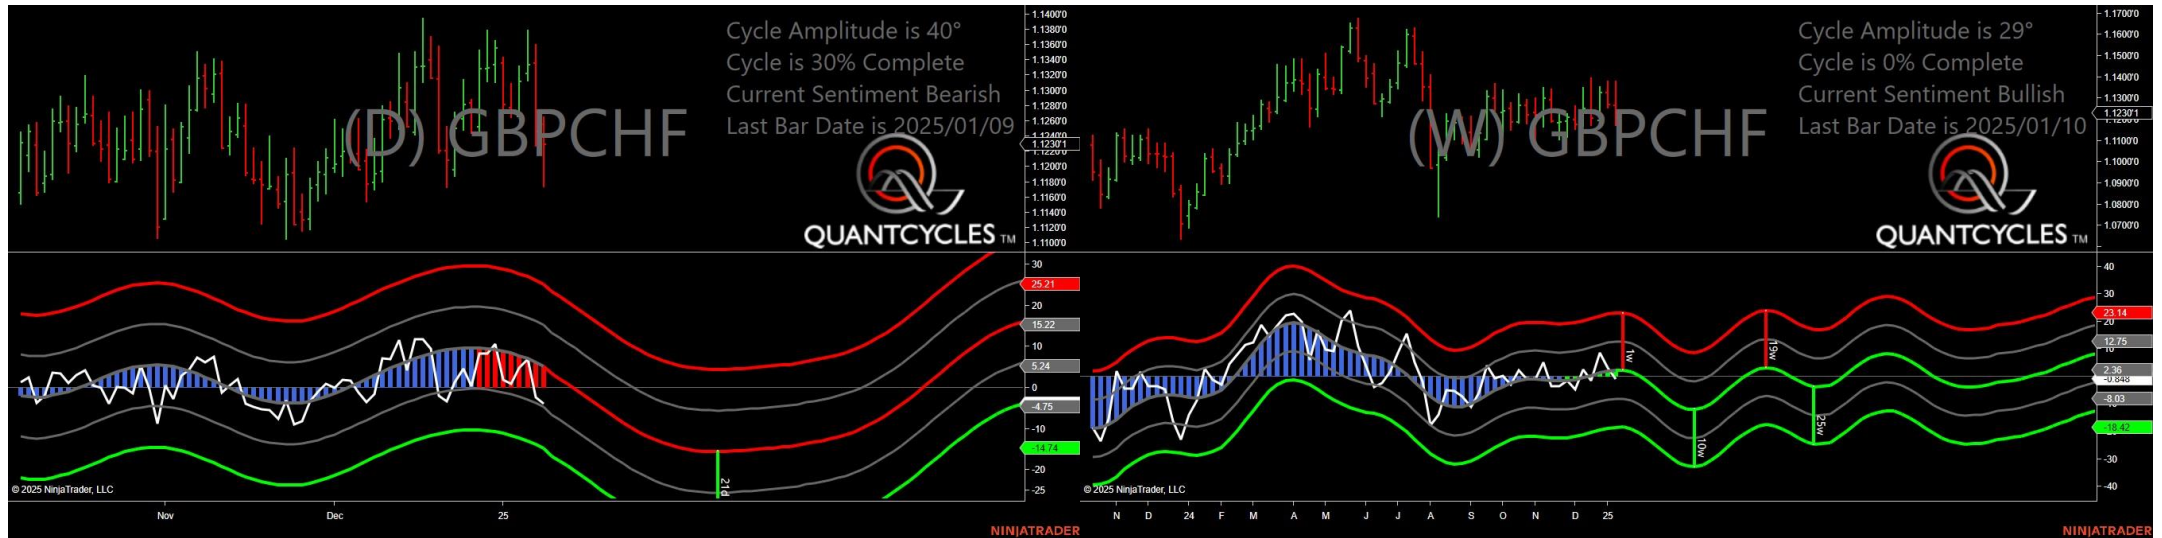 Cycle Amplitude is 40°
Cycle is 30% Complete
Current Sentiment Bearish
Last Bar Date is 2025/01/09
(D) GBPCHF
QUANTCYCLES TM
1.1400'0
1.1380'0
1.1360'0
1.1340'0
1.1320'0
1.1300'0
1.1280'0
1.1260'0
1.1240'0
1.1230'1
1.1220'0
1.1200'0
1.1180'0
1.1160'0
1.1140'0
1.1120'0
1.1100'0
30
25.21
20
15.22
10
5.24
0
-4.75
-10
-14.74
-20
-25
21d
© 2025 NinjaTrader, LLC
Nov Dec 25
NINJATRADER
Cycle Amplitude is 29°
Cycle is 0% Complete
Current Sentiment Bullish
Last Bar Date is 2025/01/10
(W) GBPCHF
QUANTCYCLES TM
1.1700'0
1.1600'0
1.1500'0
1.1400'0
1.1300'0
1.1230'1
1.1200'0
1.1100'0
1.1000'0
1.0900'0
1.0800'0
1.0700'0
40
30
23.14
20
12.75
10
2.36
-0.848
-8.03
-18.42
-30
-40
1w
10w
19w
25w
© 2025 NinjaTrader, LLC
N D 24 F M A M J J A S O N D 25
NINJATRADER